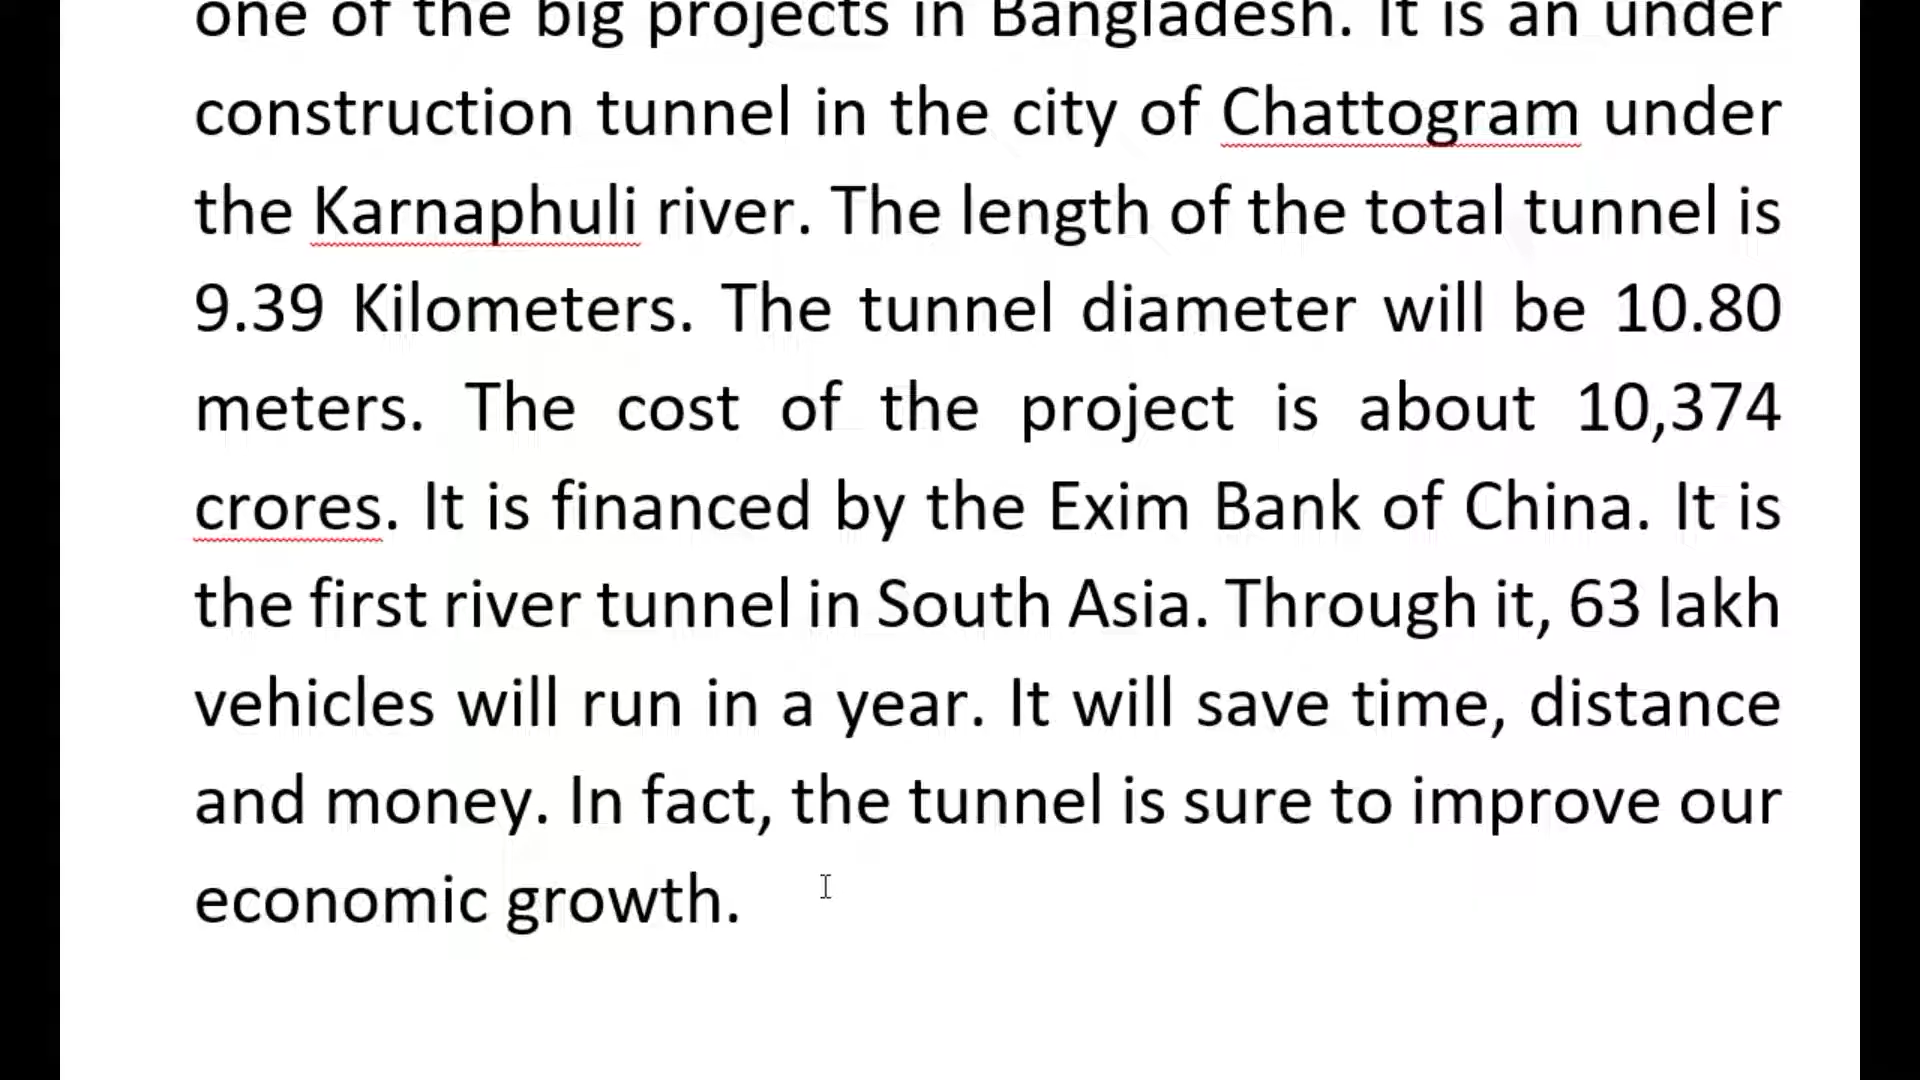 one of the big projects in Bangladesh. It is an under
construction tunnel in the city of Chattogram under
the Karnaphuli river. The length of the total tunnel is
9.39 Kilometers. The tunnel diameter will be 10.80
meters. The cost of the project is about 10,374
crores. It is financed by the Exim Bank of China. It is
the first river tunnel in South Asia. Through it, 63 lakh
vehicles will run in a year. It will save time, distance
and money. In fact, the tunnel is sure to improve our
economic growth.